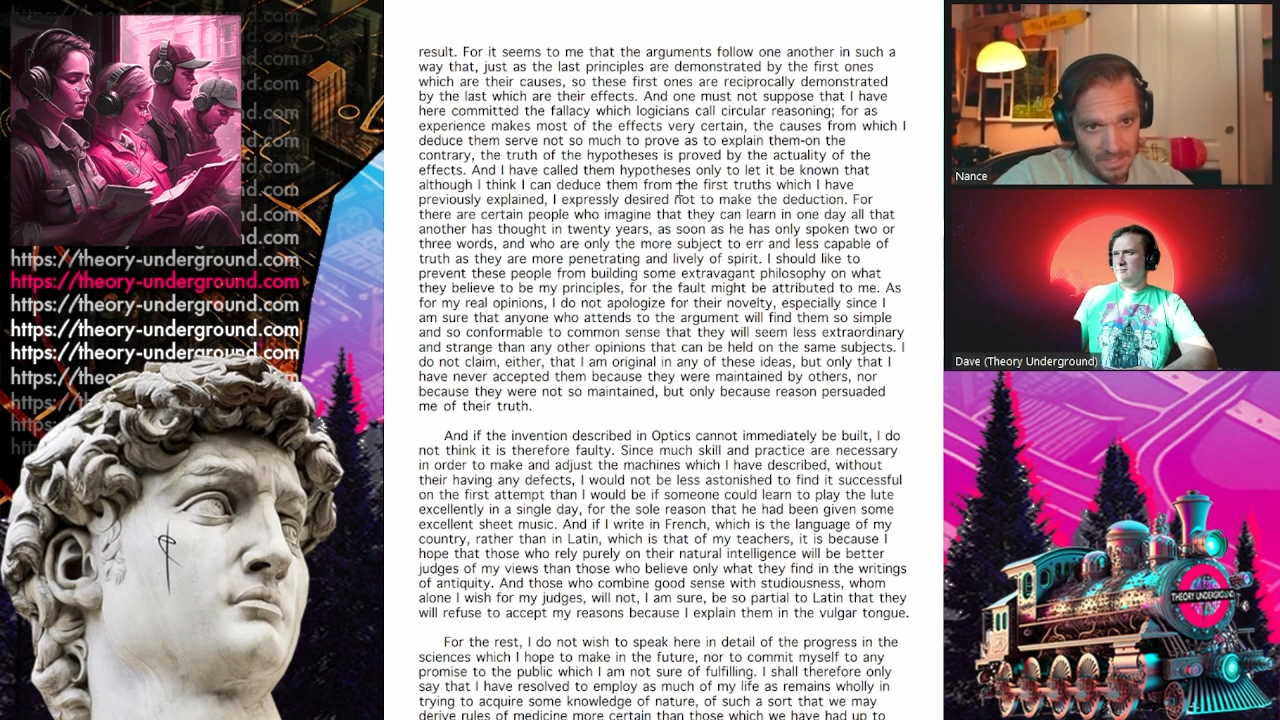 https://theory-underground.com
https://theory-underground.com
https://theory-underground.com
https://theory-underground.com
https://theory-underground.com
result. For it seems to me that the arguments follow one another in such a
way that, just as the last principles are demonstrated by the first ones
which are their causes, so these first ones are reciprocally demonstrated
by the last which are their effects. And one must not suppose that I have
here committed the fallacy which logicians call circular reasoning; for as
experience makes most of the effects very certain, the causes from which I
deduce them serve not so much to prove as to explain them-on the
contrary, the truth of the hypotheses is proved by the actuality of the
effects. And I have called them hypotheses only to let it be known that
although I think I can deduce them from the first truths which I have
previously explained, I expressly desired not to make the deduction. For
there are certain people who imagine that they can learn in one day all that
another has thought in twenty years, as soon as he has only spoken two or
three words, and who are only the more subject to err and less capable of
truth as they are more penetrating and lively of spirit. I should like to
prevent these people from building some extravagant philosophy on what
they believe to be my principles, for the fault might be attributed to me. As
for my real opinions, I do not apologize for their novelty, especially since I
am sure that anyone who attends to the argument will find them so simple
and so conformable to common sense that they will seem less extraordinary
and strange than any other opinions that can be held on the same subjects. I
do not claim, either, that I am original in any of these ideas, but only that I
have never accepted them because they were maintained by others, nor
because they were not so maintained, but only because reason persuaded
me of their truth.
And if the invention described in Optics cannot immediately be built, I do
not think it is therefore faulty. Since much skill and practice are necessary
in order to make and adjust the machines which I have described, without
their having any defects, I would not be less astonished to find it successful
on the first attempt than I would be if someone could learn to play the lute
excellently in a single day, for the sole reason that he had been given some
excellent sheet music. And if I write in French, which is the language of my
country, rather than in Latin, which is that of my teachers, it is because I
hope that those who rely purely on their natural intelligence will be better
judges of my views than those who believe only what they find in the writings
of antiquity. And those who combine good sense with studiousness, whom
alone I wish for my judges, will not, I am sure, be so partial to Latin that they
will refuse to accept my reasons because I explain them in the vulgar tongue.
For the rest, I do not wish to speak here in detail of the progress in the
sciences which I hope to make in the future, nor to commit myself to any
promise to the public which I am not sure of fulfilling. I shall therefore only
say that I have resolved to employ as much of my life as remains wholly in
trying to acquire some knowledge of nature, of such a sort that we may
derive rules of medicine more certain than those which we have had up to
Nance
Dave (Theory Underground)
THEORY UNDERGROUND